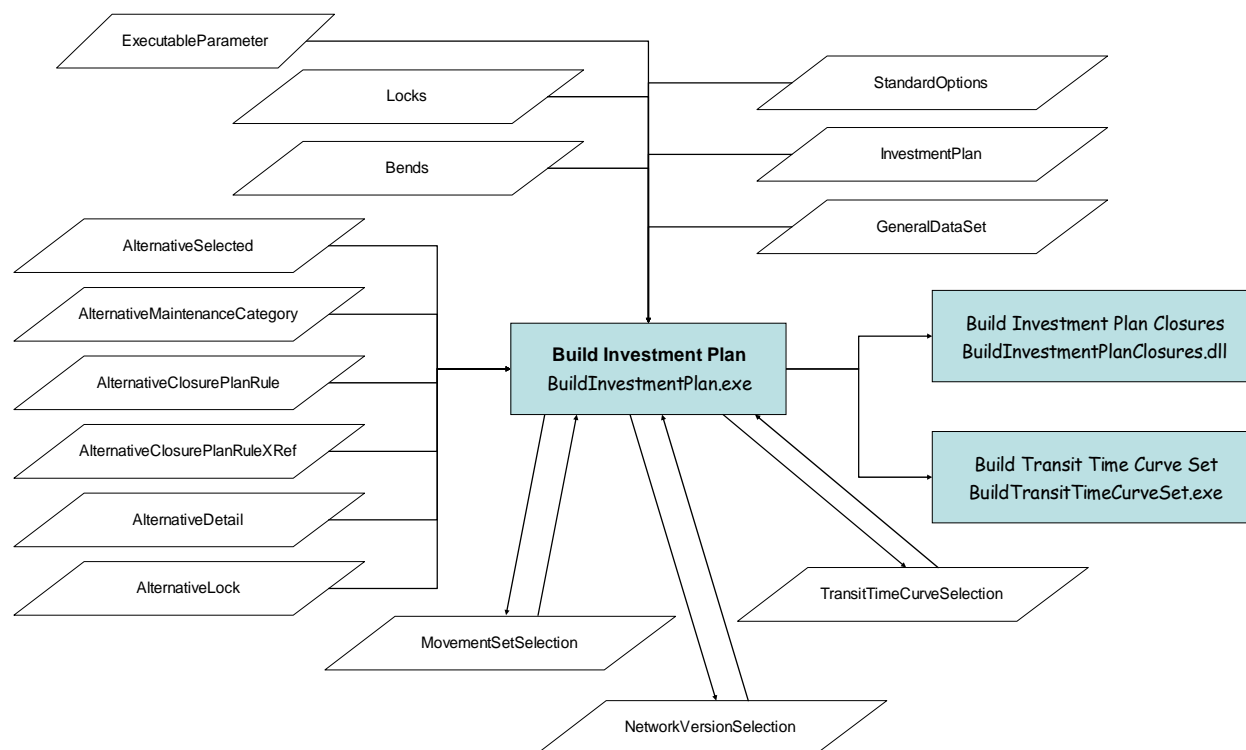 ExecutableParameter
Locks
Bends
StandardOptions
InvestmentPlan
GeneralDataSet
AlternativeSelected
AlternativeMaintenanceCategory
AlternativeClosurePlanRule
AlternativeClosurePlanRuleXRef
AlternativeDetail
AlternativeLock
Build Investment Plan
BuildInvestmentPlan.exe
Build Investment Plan Closures
BuildInvestmentPlanClosures.dll
Build Transit Time Curve Set
BuildTransitTimeCurveSet.exe
TransitTimeCurveSelection
MovementSetSelection
NetworkVersionSelection